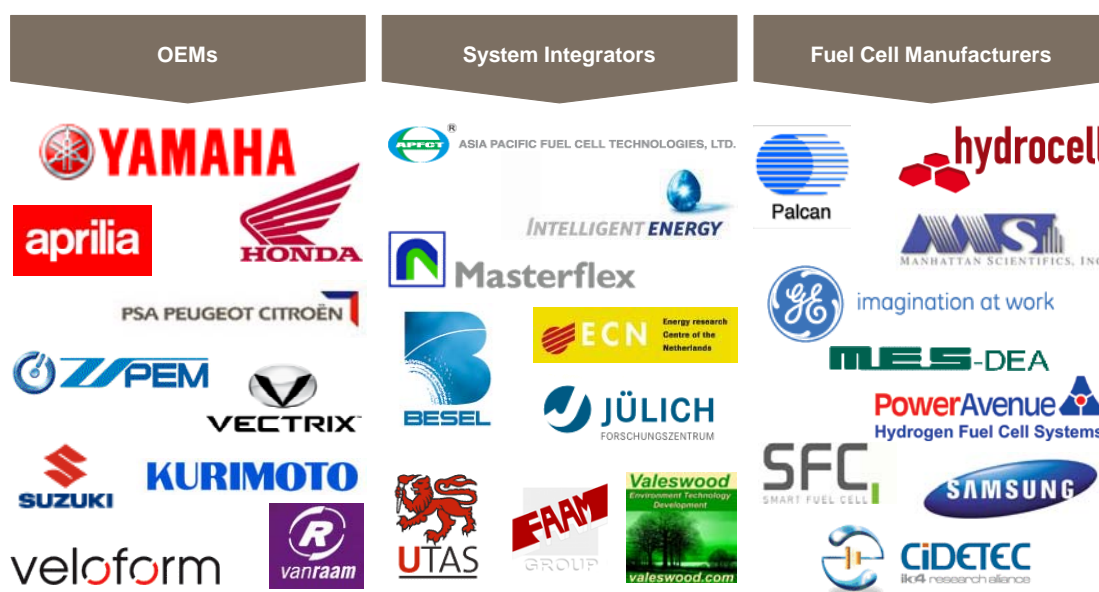 OEMs
YAMAHA
aprilia
HONDA
PSA PEUGEOT CITROËN
PEM
VECTRIX
SUZUKI
KURIMOTO
veloform
R
vanraam
System Integrators
APFCT ®
ASIA PACIFIC FUEL CELL TECHNOLOGIES, LTD.
INTELLIGENT ENERGY
Masterflex
BESEL
ECN
Energy research
Centre of the
Netherlands
JÜLICH
FORSCHUNGSZENTRUM
UTAS
FAAM
GROUP
Valeswood
Environment Technology
Development
valeswood.com
Fuel Cell Manufacturers
Palcan
hydrocell
MANHATTAN SCIENTIFICS, INC
GE
imagination at work
MES-DEA
PowerAvenue
Hydrogen Fuel Cell Systems
SFC
SMART FUEL CELL
SAMSUNG
CiDETEC
ik4 research alliance